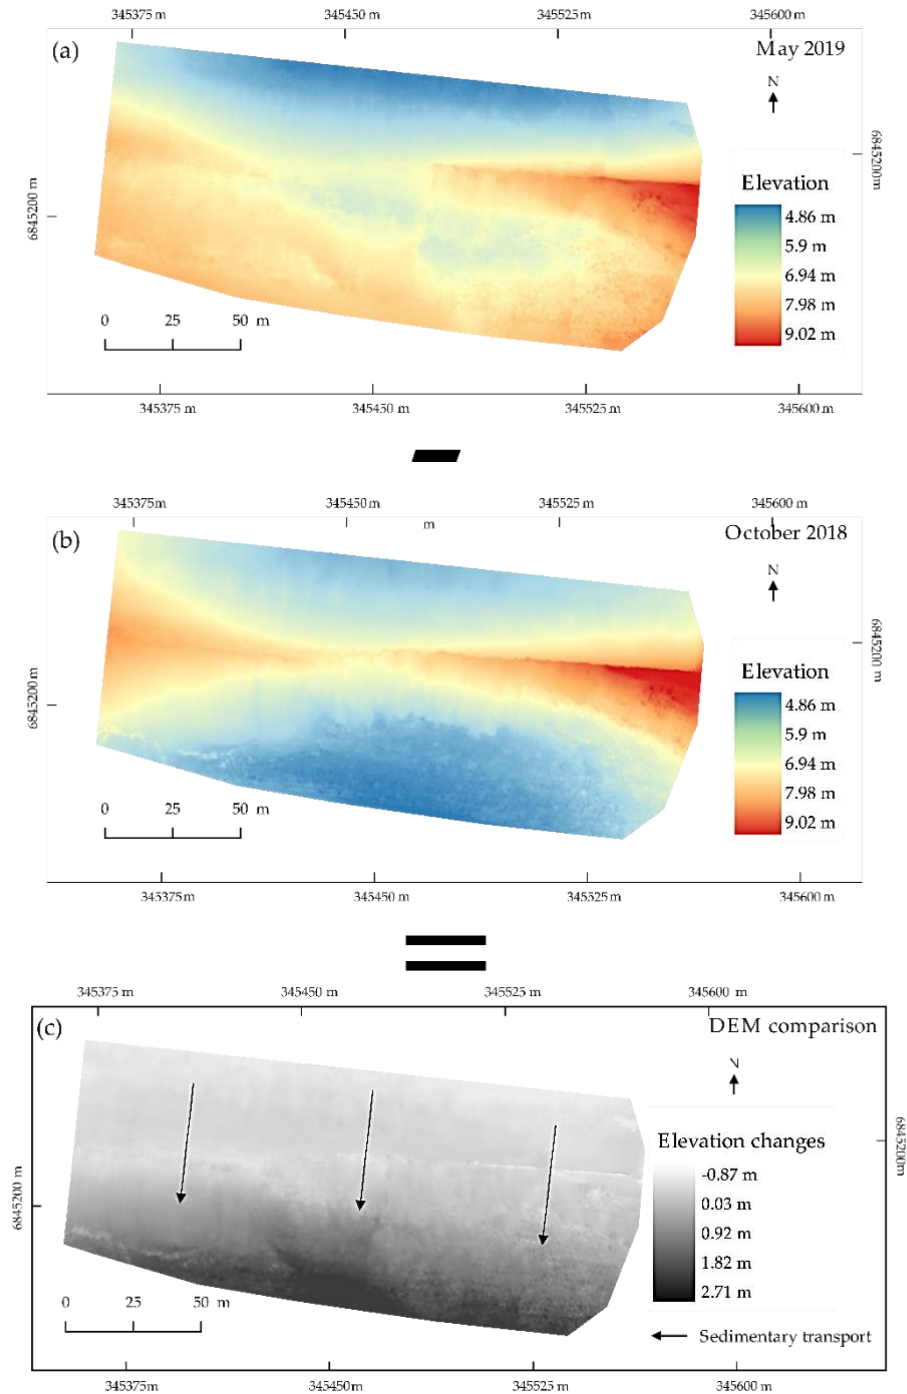 345375 m 345450 m 345525 m 345600 m
(a) May 2019
N
6845200 m
6845200 m
Elevation
4.86 m
5.9 m
6.94 m
7.98 m
9.02 m
0 25 50 m
345375 m 345450 m 345525 m 345600 m
345375 m 345450 m 345525 m 345600 m
m
(b) October 2018
N
6845200 m
6845200 m
Elevation
4.86 m
5.9 m
6.94 m
7.98 m
9.02 m
0 25 50 m
345375 m 345450 m 345525 m 345600 m
345375 m 345450 m 345525 m 345600 m
(c) DEM comparison
N
6845200 m
6845200 m
Elevation changes
-0.87 m
0.03 m
0.92 m
1.82 m
2.71 m
0 25 50 m
Sedimentary transport
345375 m 345450 m 345525 m 345600 m